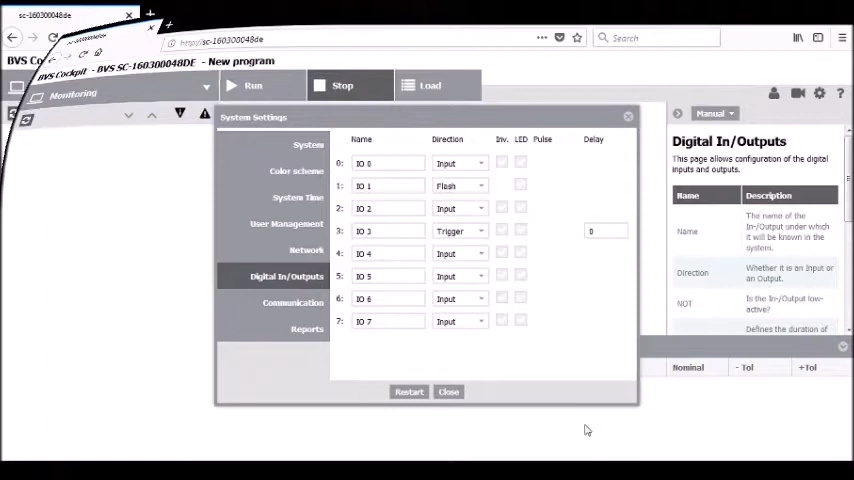 sc-160300048de
http://sc-160300048de
Search
BVS Co
BVS Cockpit - BVS SC-160300048DE - New program
Monitoring
Run
Stop
Load
System Settings
System
Color scheme
System Time
User Management
Network
Digital In/Outputs
Communication
Reports
Name Direction Inv. LED Pulse Delay
0: IO 0 Input
1: IO 1 Flash
2: IO 2 Input
3: IO 3 Trigger 0
4: IO 4 Input
5: IO 5 Input
6: IO 6 Input
7: IO 7 Input
Restart
Close
Manual
Digital In/Outputs
This page allows configuration of the digital
inputs and outputs.
Name Description
Name
The name of the
In-/Output under which
it will be known in the
system.
Direction
Whether it is an Input or
an Output.
NOT
Is the In-/Output low-
active?
Defines the duration of
Nominal - Tol +Tol